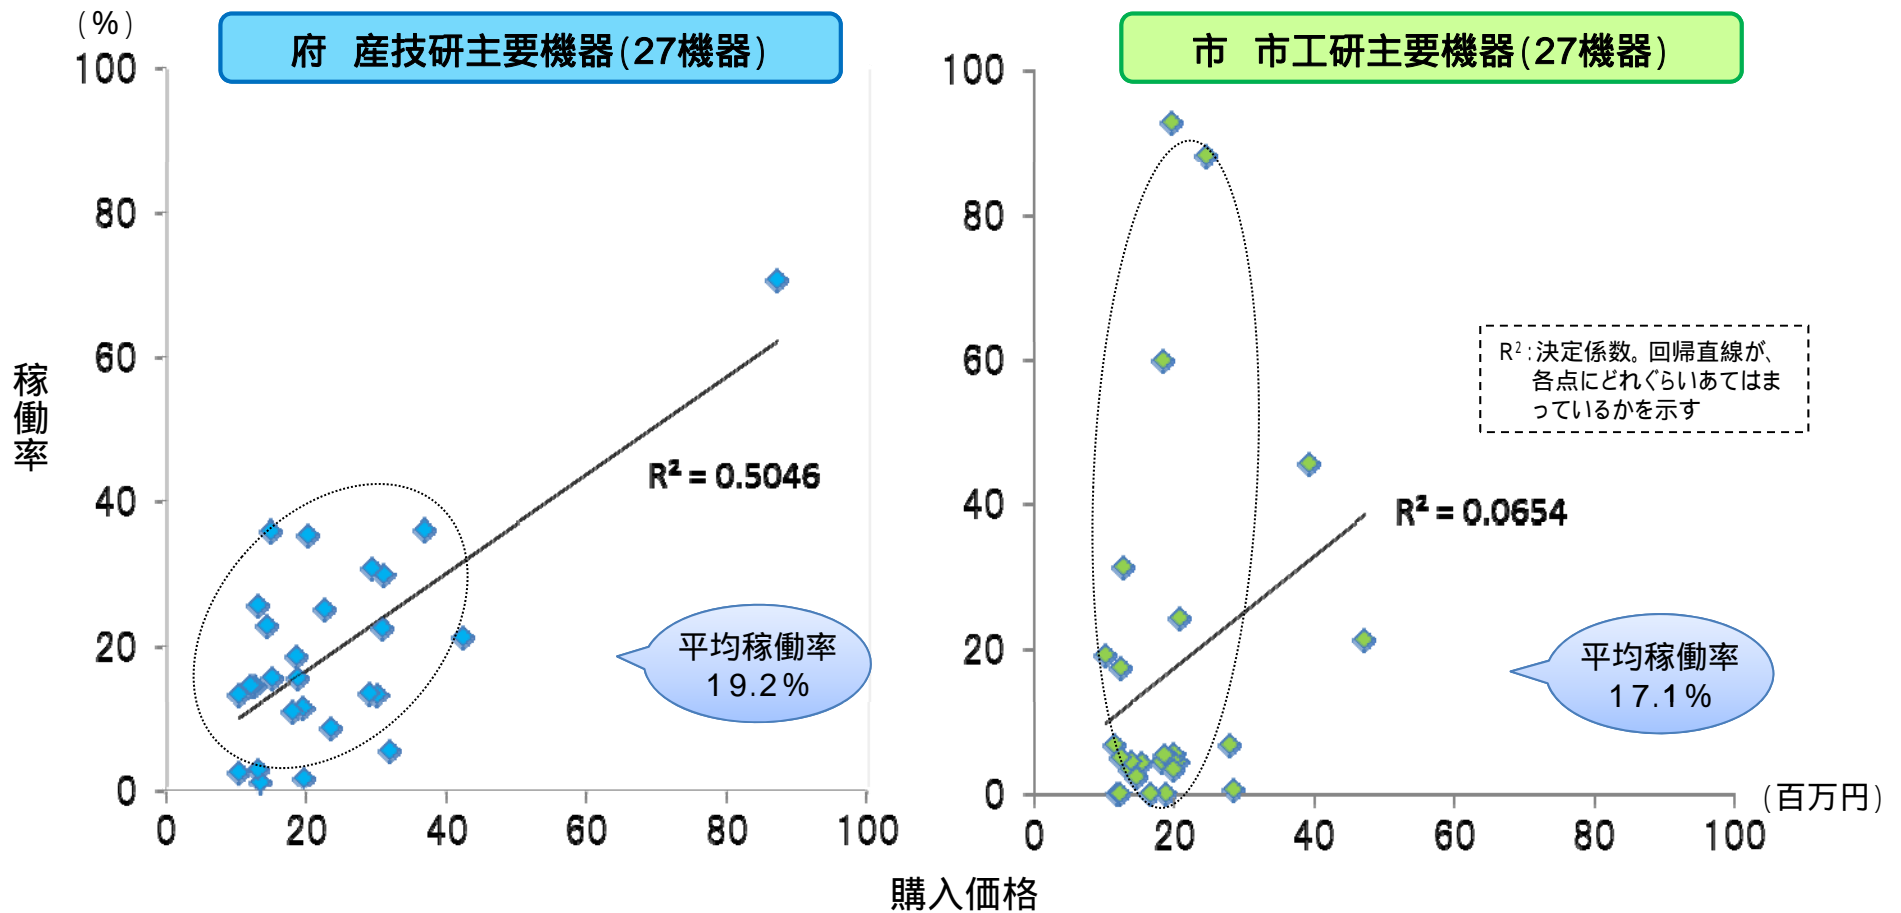 (％)
府　産技研主要機器(27機器)
市　市工研主要機器(27機器)
100
80
60
40
20
0
0 20 40 60 80 100
稼働率
R² = 0.5046
平均稼働率
19.2%
100
80
60
40
20
0
0 20 40 60 80 100
(百万円)
R² = 0.0654
R²:決定係数。回帰直線が、
各点にどれぐらいあてはま
っているかを示す
平均稼働率
17.1%
購入価格